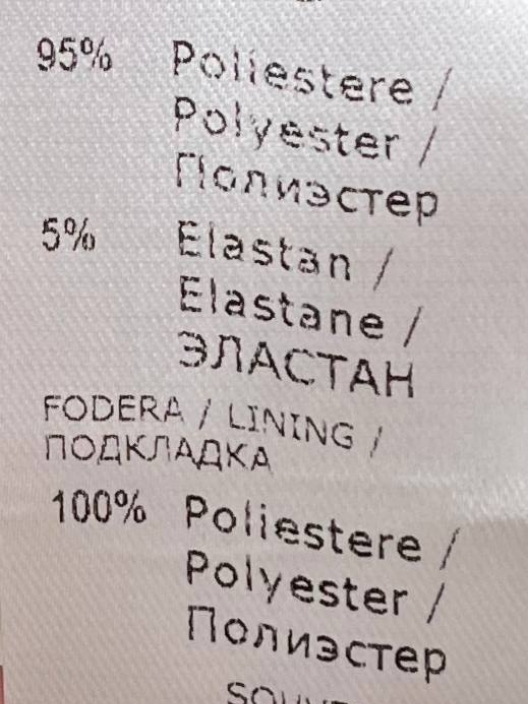 95% Poliestere /
Polyester /
Полиэстер
5% Elastan /
Elastane /
ЭЛАСТАН
FODERA / LINING /
ПОДКЛАДКА
100% Poliestere /
Polyester /
Полиэстер